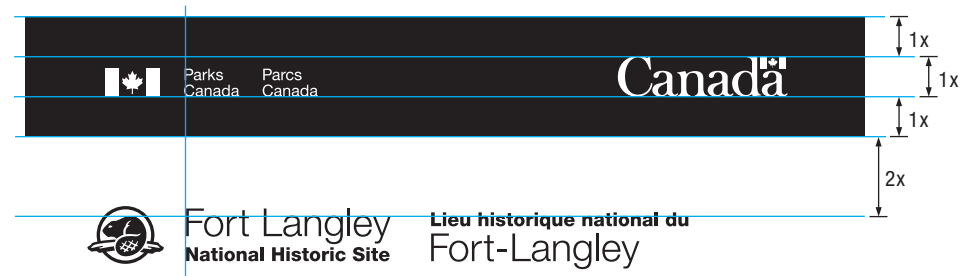 Parks Canada
Parcs Canada
Canada
1x
1x
1x
2x
Fort Langley
National Historic Site
Lieu historique national du
Fort-Langley